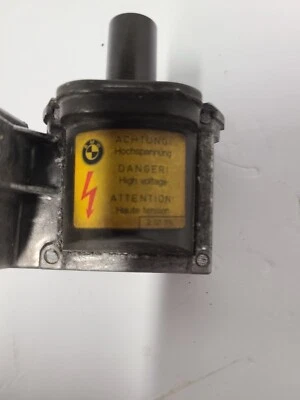 ACHTUNG!
Hochspannung
DANGER!
High voltage
ATTENTION!
Haute tension